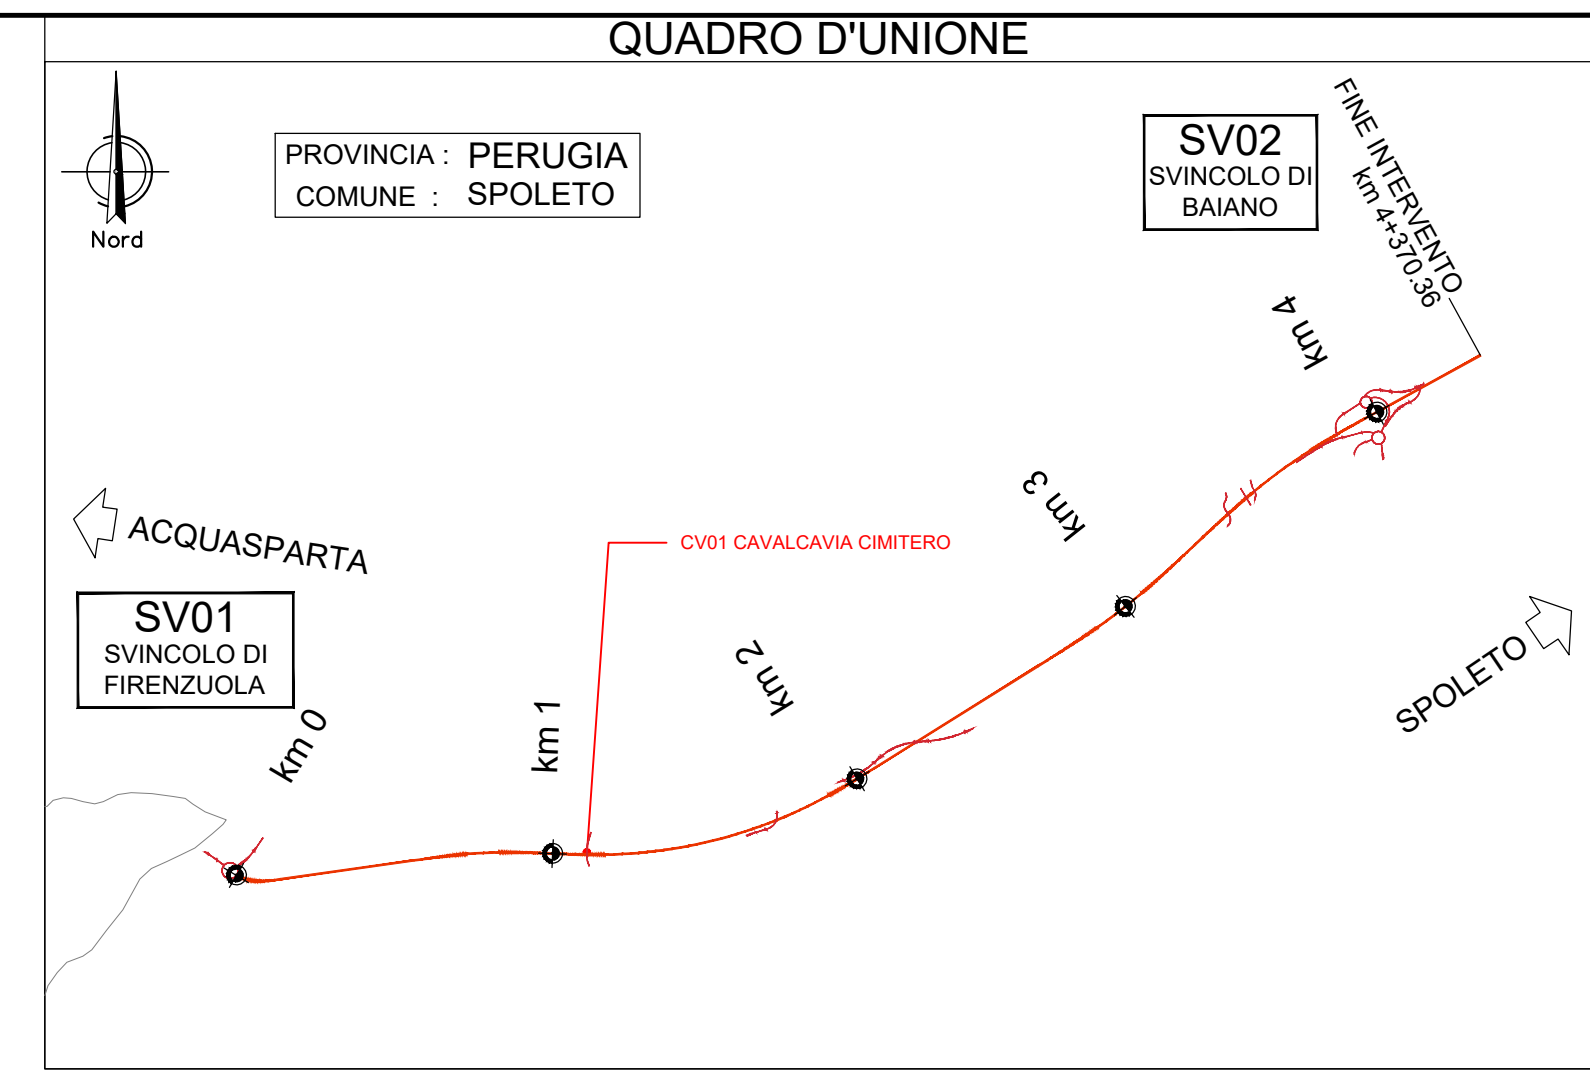 QUADRO D'UNIONE
Nord
PROVINCIA : PERUGIA
COMUNE : SPOLETO
SV02
SVINCOLO DI
BAIANO
FINE INTERVENTO
km 4+370.36
km 4
km 3
ACQUASPARTA
CV01 CAVALCAVIA CIMITERO
SV01
SVINCOLO DI
FIRENZUOLA
SPOLETO
km 2
km 1
km 0